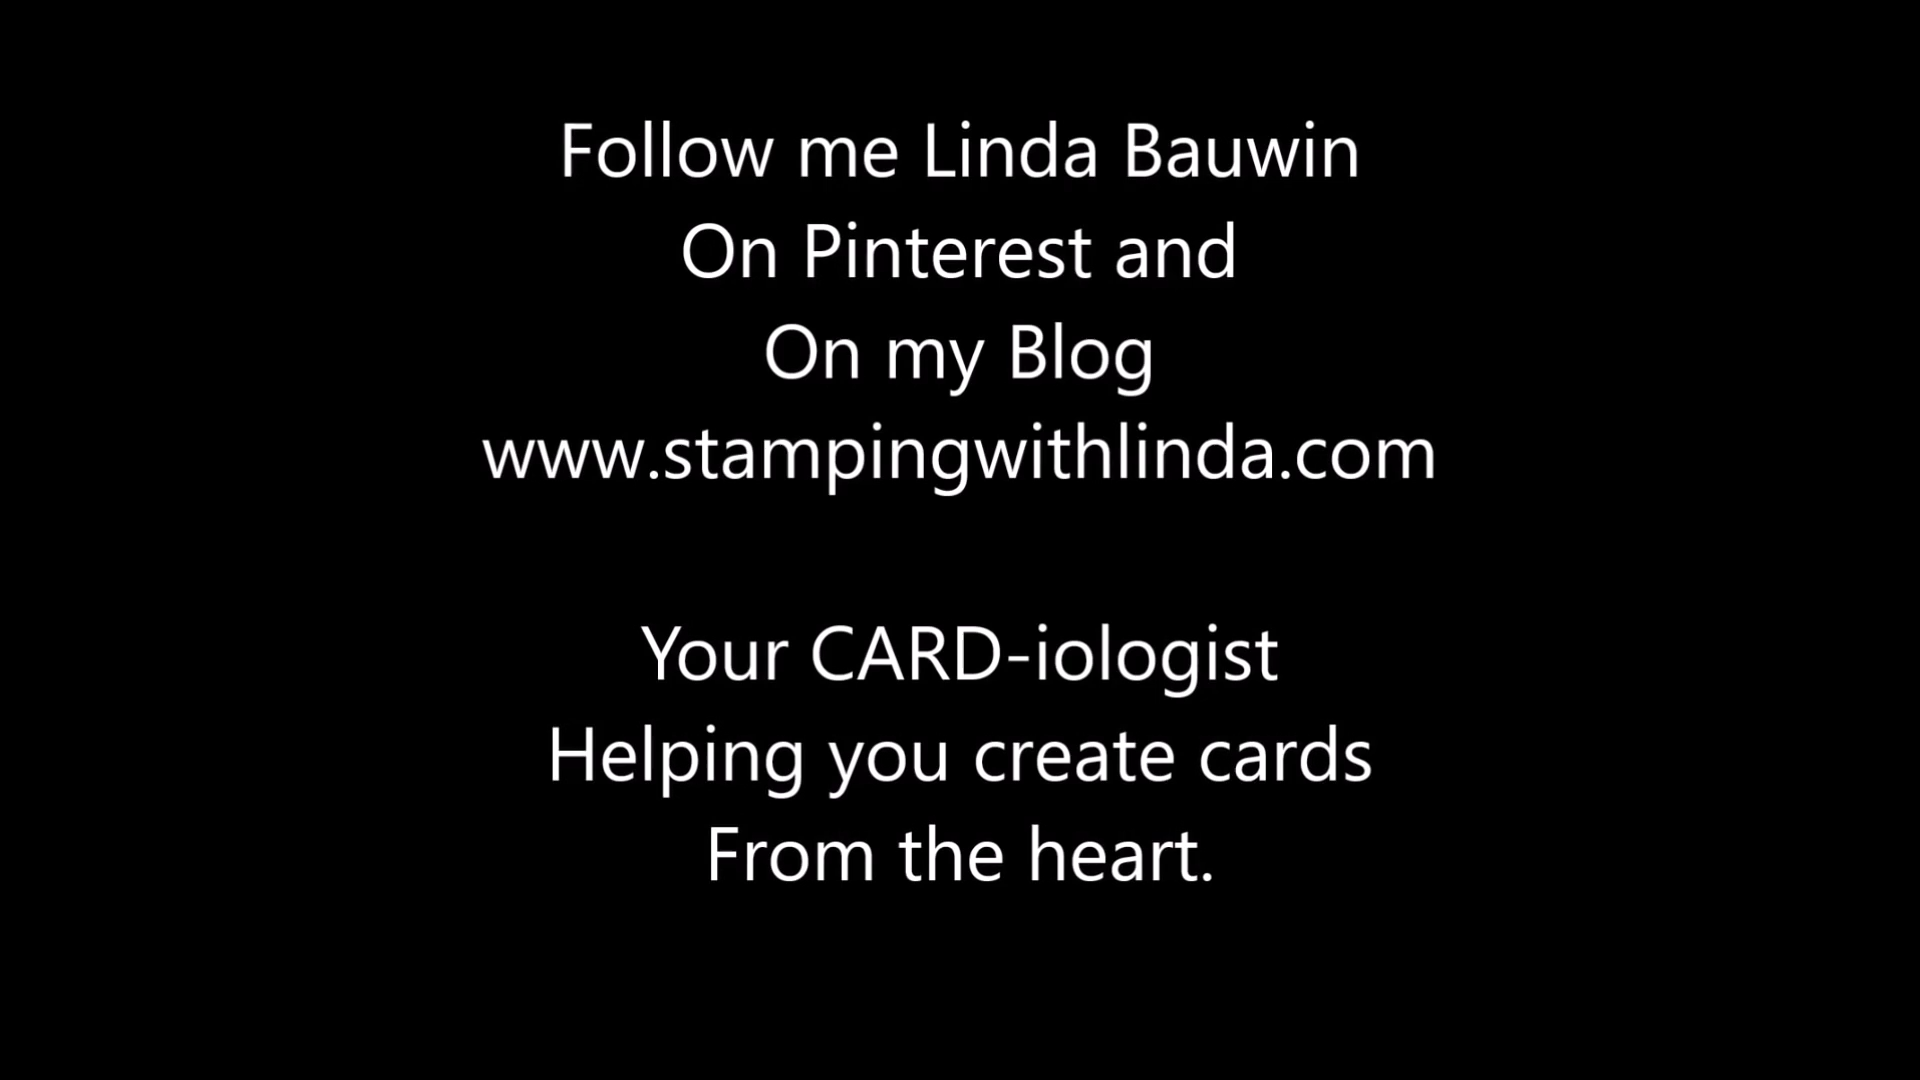 Follow me Linda Bauwin
On Pinterest and
On my Blog
www.stampingwithlinda.com
Your CARD-iologist
Helping you create cards
From the heart.